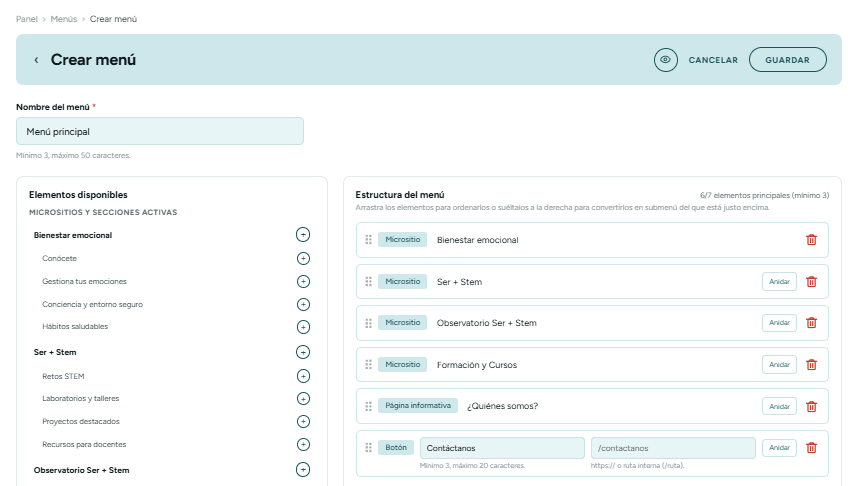 Panel > Menús > Crear menú
‹ Crear menú
CANCELAR
GUARDAR
Nombre del menú *
Menú principal
Mínimo 3, máximo 50 caracteres.
Elementos disponibles
MICROSITIOS Y SECCIONES ACTIVAS
Bienestar emocional
Conócete
Gestiona tus emociones
Conciencia y entorno seguro
Hábitos saludables
Ser + Stem
Retos STEM
Laboratorios y talleres
Proyectos destacados
Recursos para docentes
Observatorio Ser + Stem
Estructura del menú
6/7 elementos principales (mínimo 3)
Arrastra los elementos para ordenarlos o suéltalos a la derecha para convertirlos en submenú del que está justo encima.
Micrositio Bienestar emocional
Micrositio Ser + Stem Anidar
Micrositio Observatorio Ser + Stem Anidar
Micrositio Formación y Cursos Anidar
Página informativa ¿Quiénes somos? Anidar
Botón Contáctanos /contactanos Anidar
Mínimo 3, máximo 20 caracteres. https:// o ruta interna (/ruta).